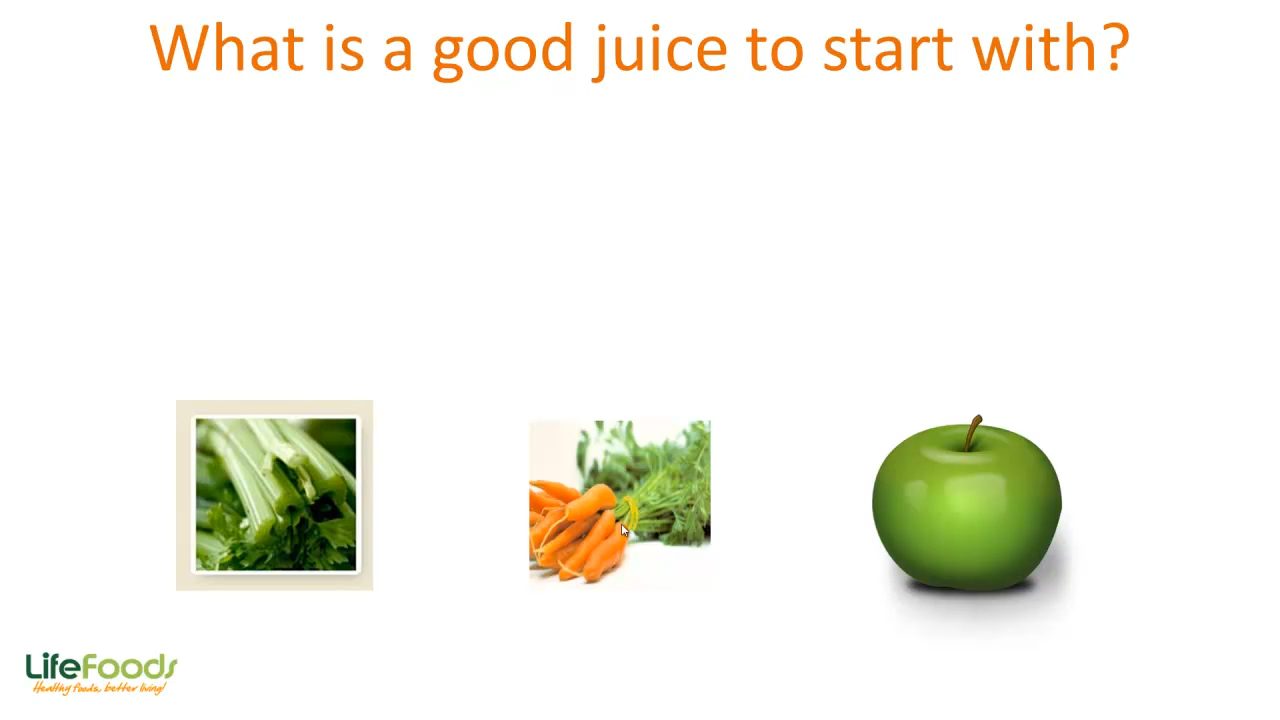 What is a good juice to start with?
LifeFoods
Healthy foods, better living!